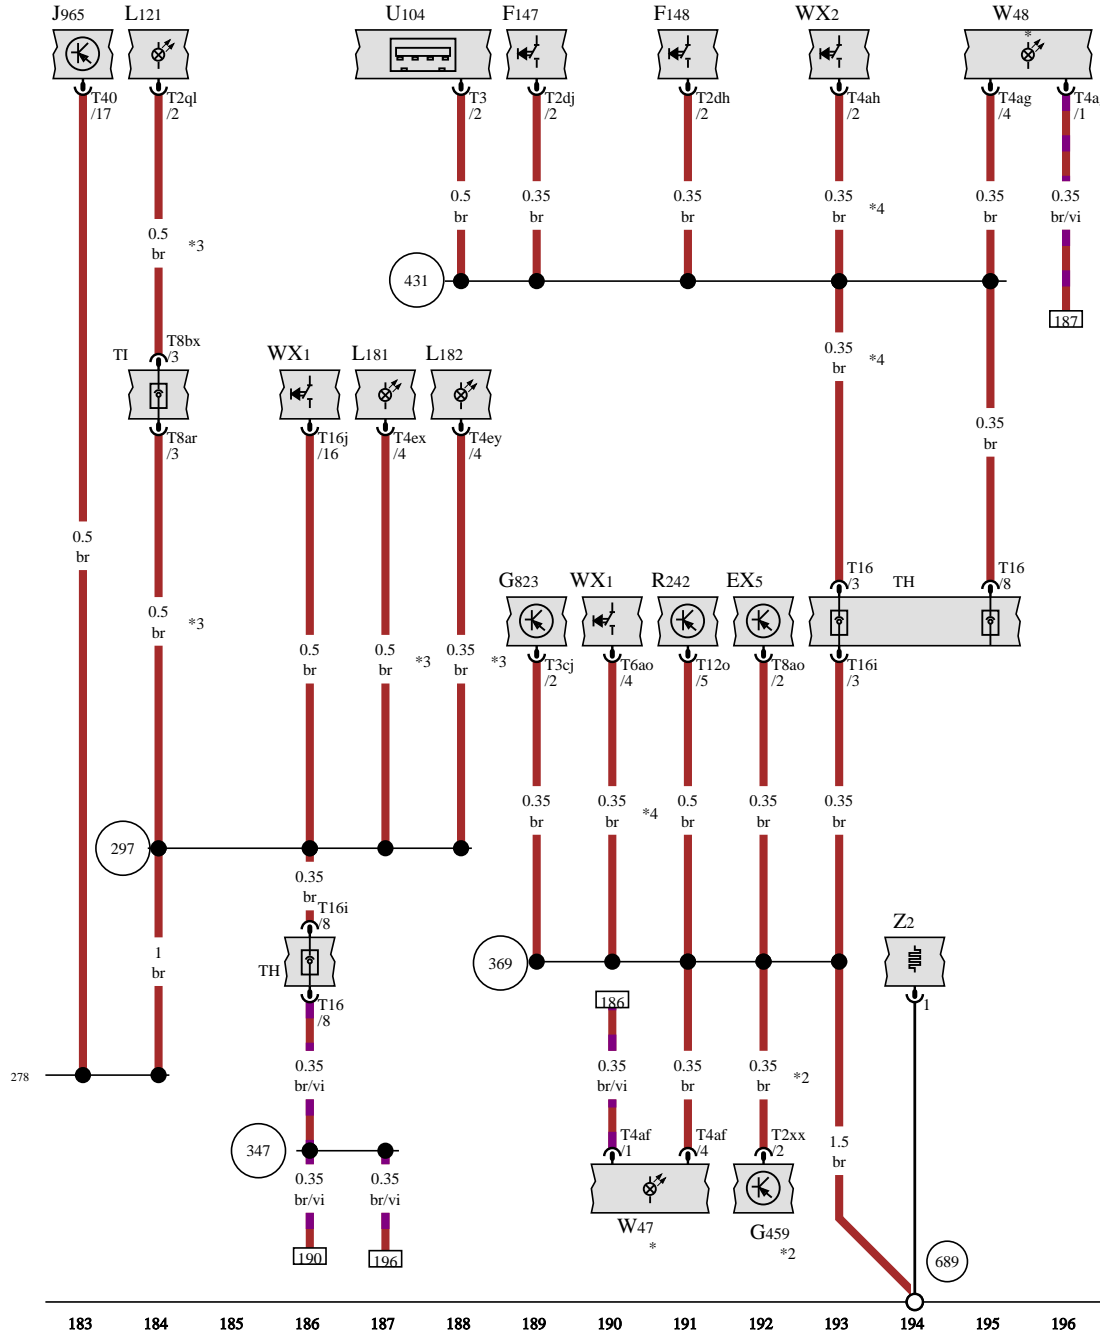 J965 L121 U104 F147 F148 WX2 W48
*
T40
/17
T2ql
/2
T3
/2
T2dj
/2
T2dh
/2
T4ah
/2
T4ag
/4
/1
0.5
br
0.35
br
0.35
br
0.35
br
*4
0.35
br
0.35
br/vi
0.5
br
*3
431
187
T8bx
/3
TI
WX1 L181 L182
0.35
br
*4
T8ar
/3
T16j
/16
T4ex
/4
T4ey
/4
0.35
br
0.5
br
G823 WX1 R242 EX5
T16
/3
TH
T16
/8
0.5
br
*3
0.5
br
0.5
br
*3
0.35
br
*3
T3cj
/2
T6ao
/4
T12o
/5
T8ao
/2
T16i
/3
0.35
br
0.35
br
*4
0.5
br
0.35
br
0.35
br
297
0.35
br
T16i
/8
TH
T16
/8
1
br
369
Z2
1
186
278
0.35
br/vi
0.35
br/vi
0.35
br
0.35
br
*2
347
T4af
/1
T4af
/4
T2xx
/2
1.5
br
0.35
br/vi
0.35
br/vi
W47
*
G459
*2
190
196
689
183 184 185 186 187 188 189 190 191 192 193 194 195 196